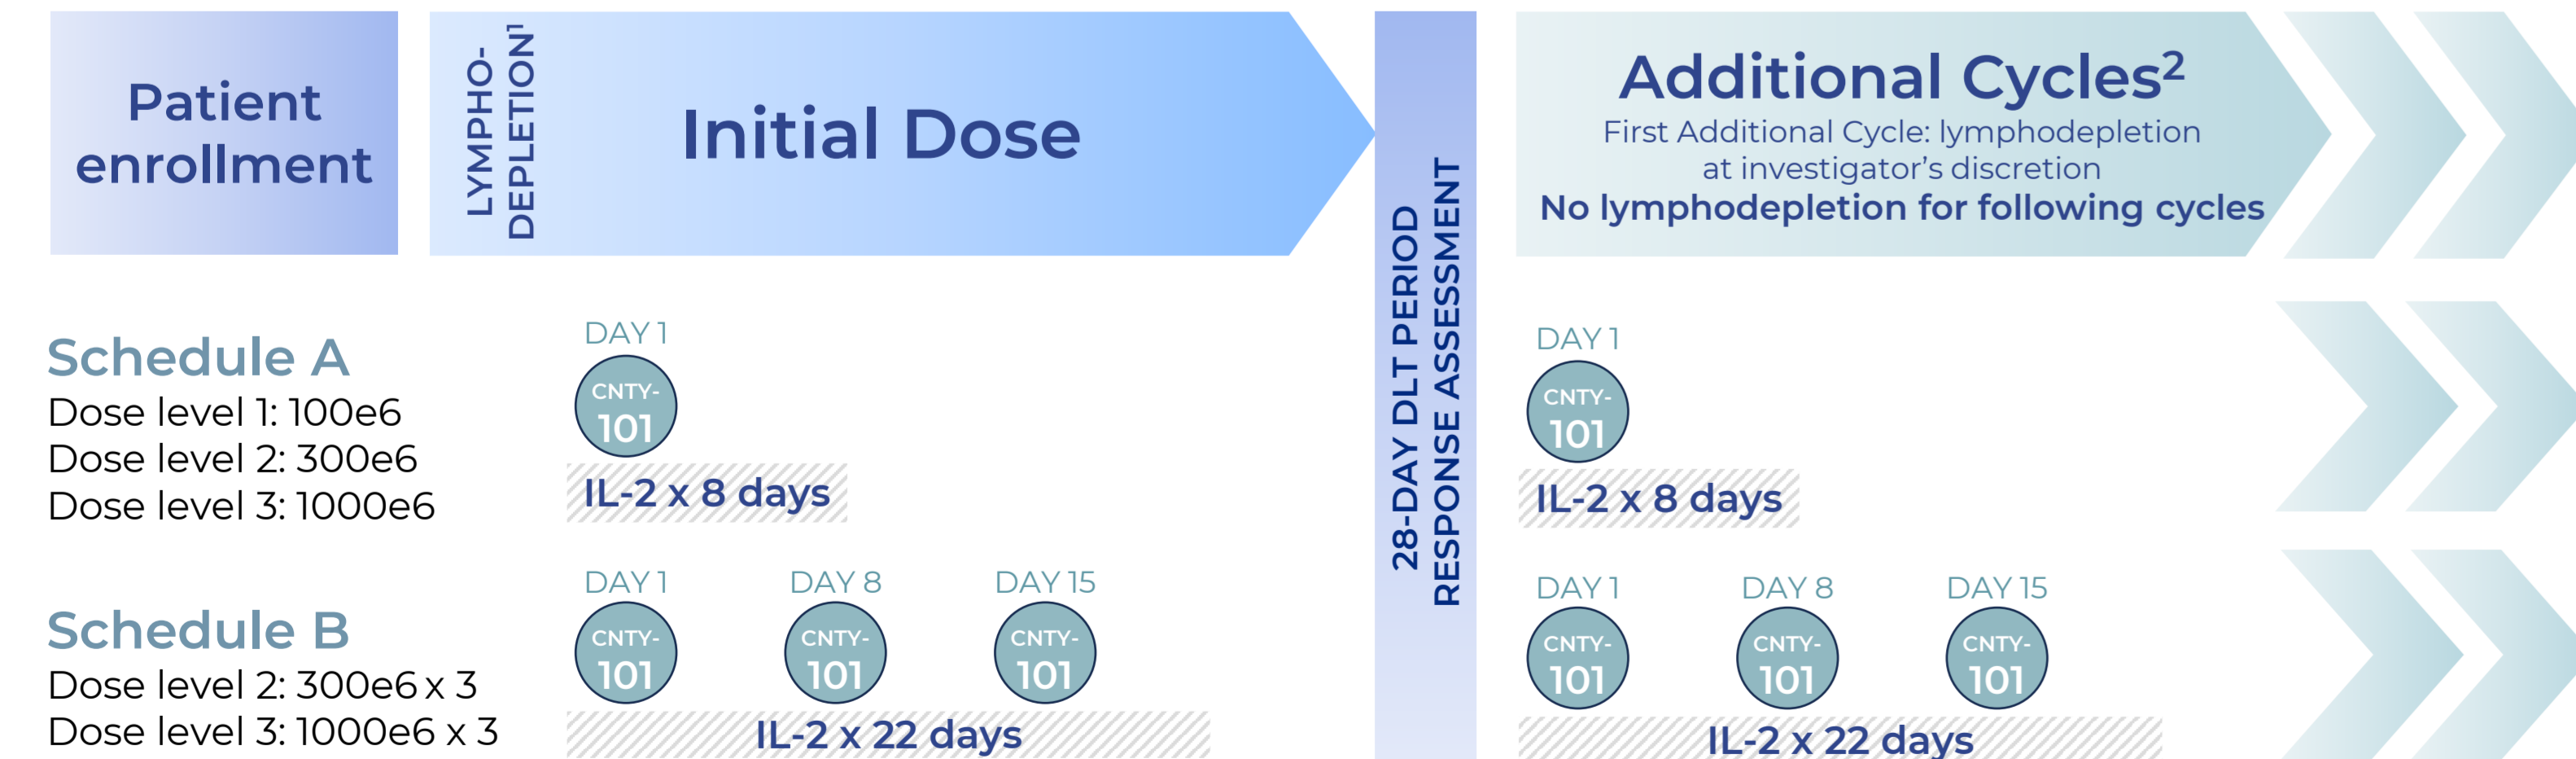 Patient
enrollment
LYMPHO-
DEPLETION¹
Initial Dose
28-DAY DLT PERIOD
RESPONSE ASSESSMENT
Additional Cycles²
First Additional Cycle: lymphodepletion
at investigator's discretion
No lymphodepletion for following cycles
Schedule A
Dose level 1: 100e6
Dose level 2: 300e6
Dose level 3: 1000e6
DAY 1
CNTY-
101
IL-2 x 8 days
DAY 1
CNTY-
101
IL-2 x 8 days
Schedule B
Dose level 2: 300e6 x 3
Dose level 3: 1000e6 x 3
DAY 1
CNTY-
101
DAY 8
CNTY-
101
DAY 15
CNTY-
101
IL-2 x 22 days
DAY 1
CNTY-
101
DAY 8
CNTY-
101
DAY 15
CNTY-
101
IL-2 x 22 days